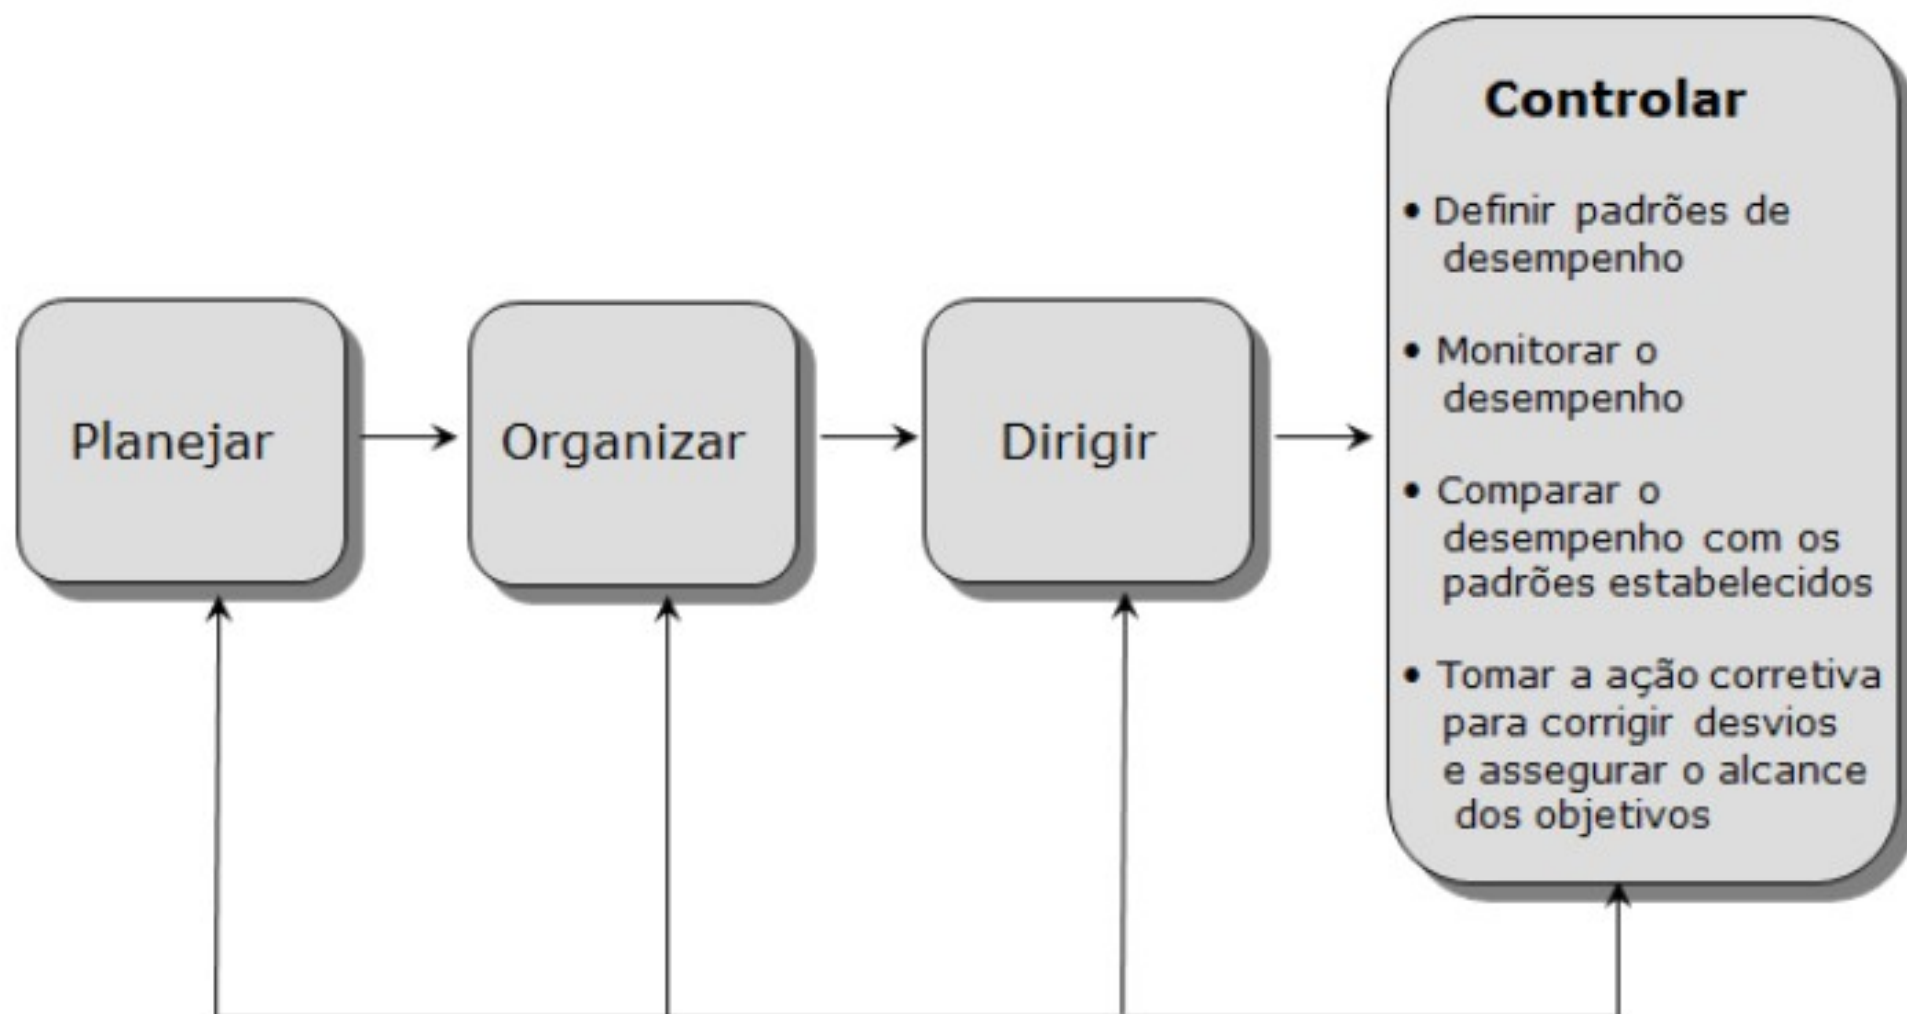 Planejar
Organizar
Dirigir
Controlar
• Definir padrões de
desempenho
• Monitorar o
desempenho
• Comparar o
desempenho com os
padrões estabelecidos
• Tomar a ação corretiva
para corrigir desvios
e assegurar o alcance
dos objetivos